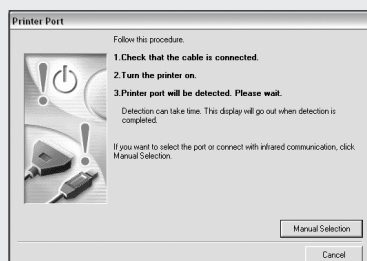 Printer Port
Follow this procedure.
1.Check that the cable is connected.
2.Turn the printer on.
3.Printer port will be detected. Please wait.
Detection can take time. This display will go out when detection is
completed.
If you want to select the port or connect with infrared communication, click
Manual Selection.
Manual Selection
Cancel